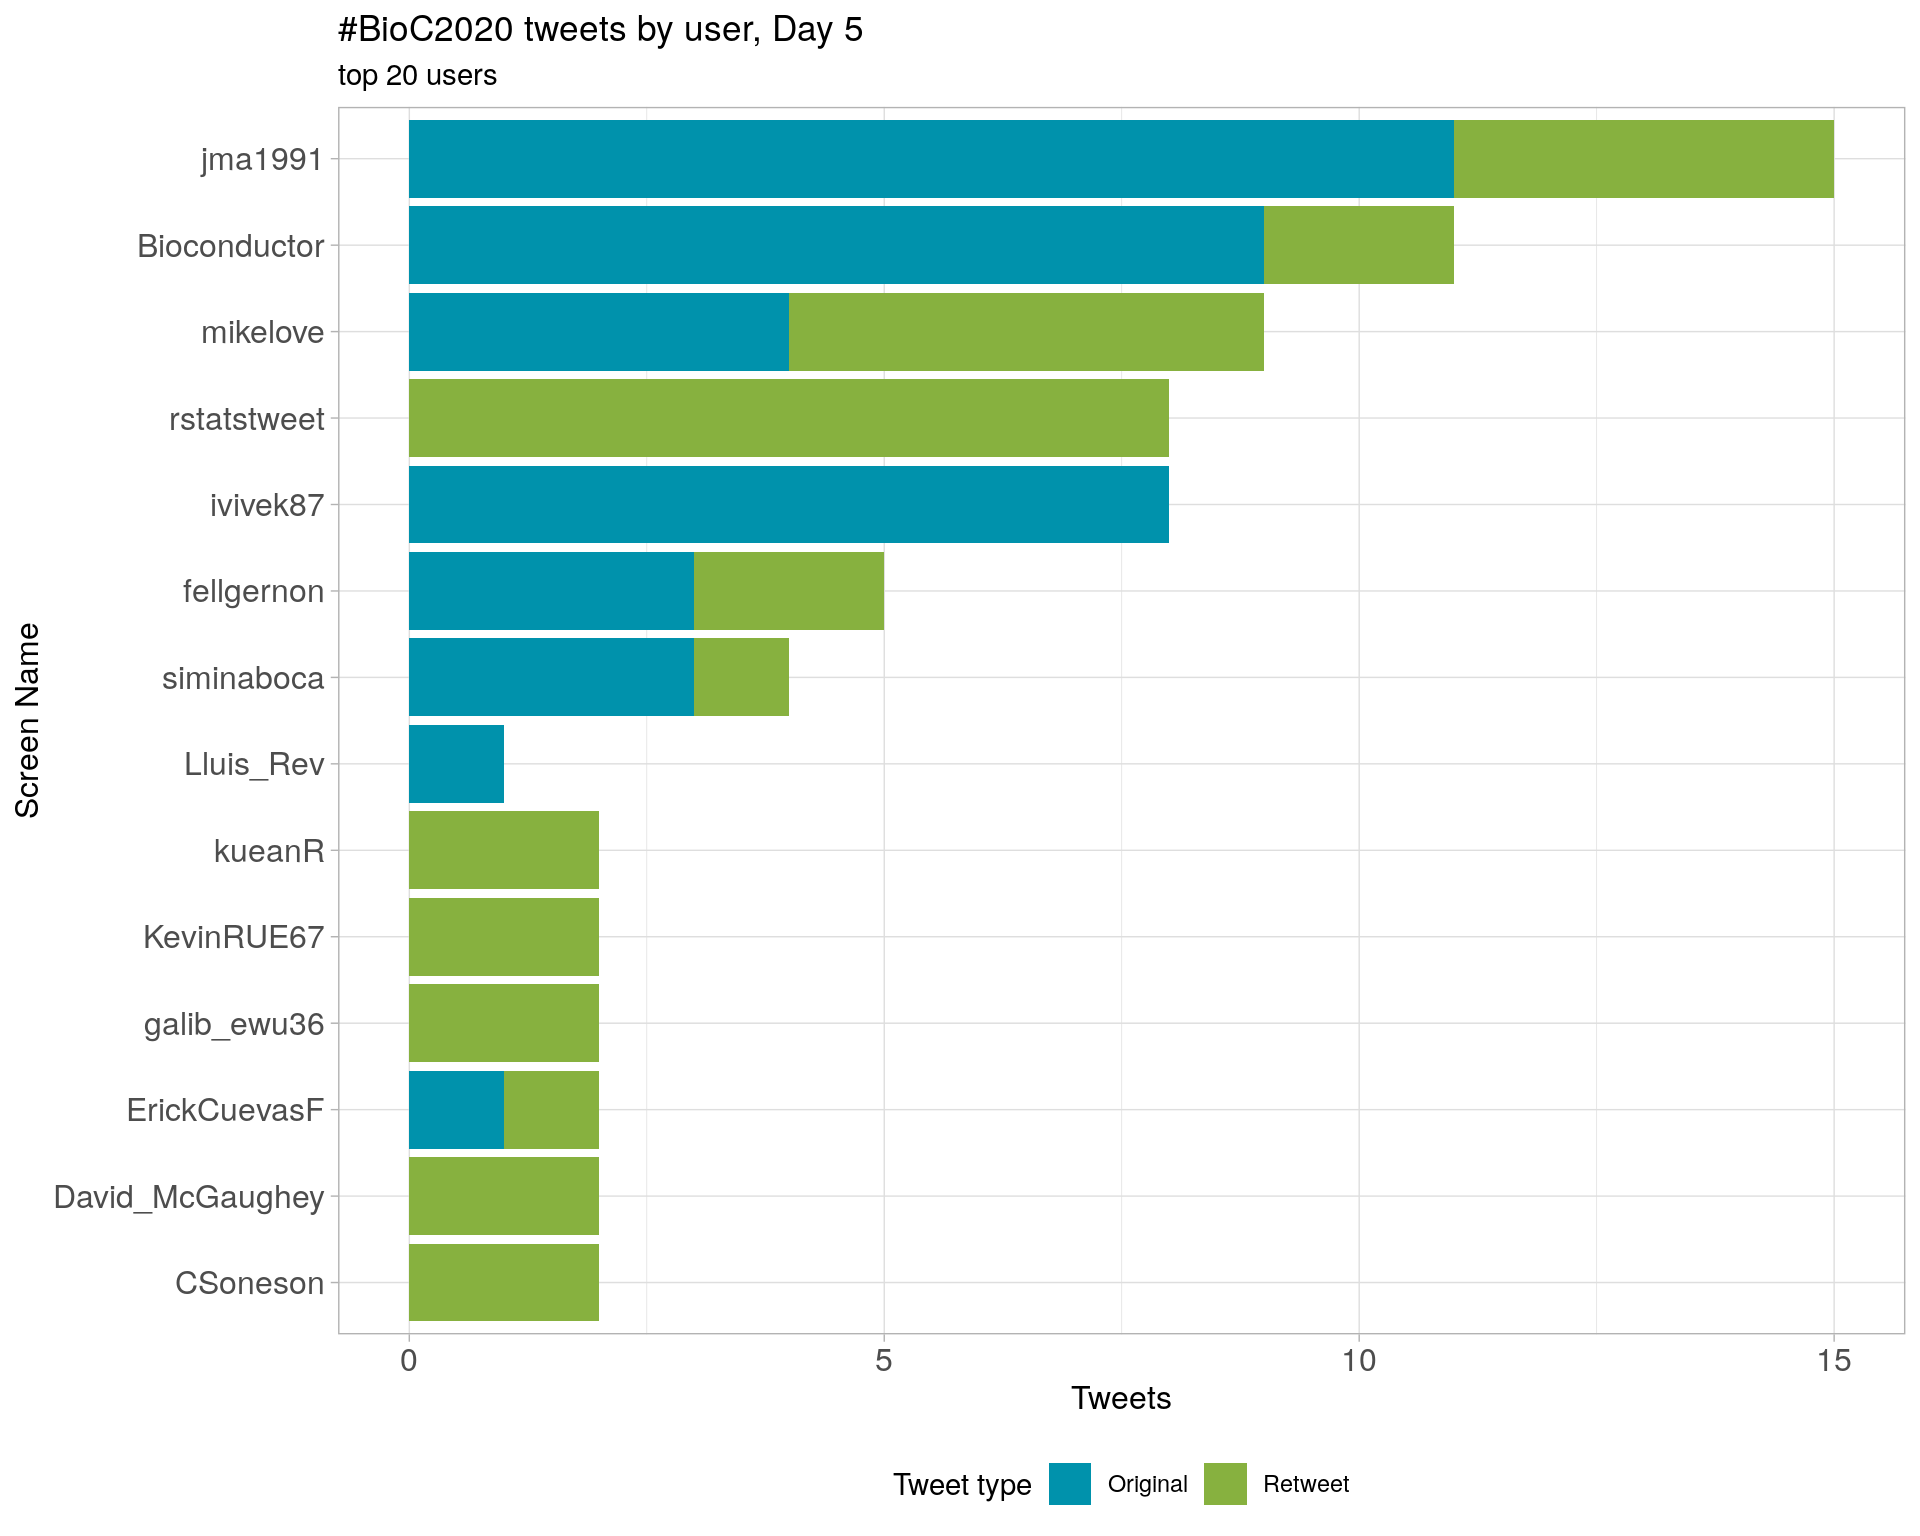 #BioC2020 tweets by user, Day 5
top 20 users
Screen Name
jma1991
Bioconductor
mikelove
rstatstweet
ivivek87
fellgernon
siminaboca
Lluis_Rev
kueanR
KevinRUE67
galib_ewu36
ErickCuevasF
David_McGaughey
CSoneson
0 5 10 15
Tweets
Tweet type Original Retweet